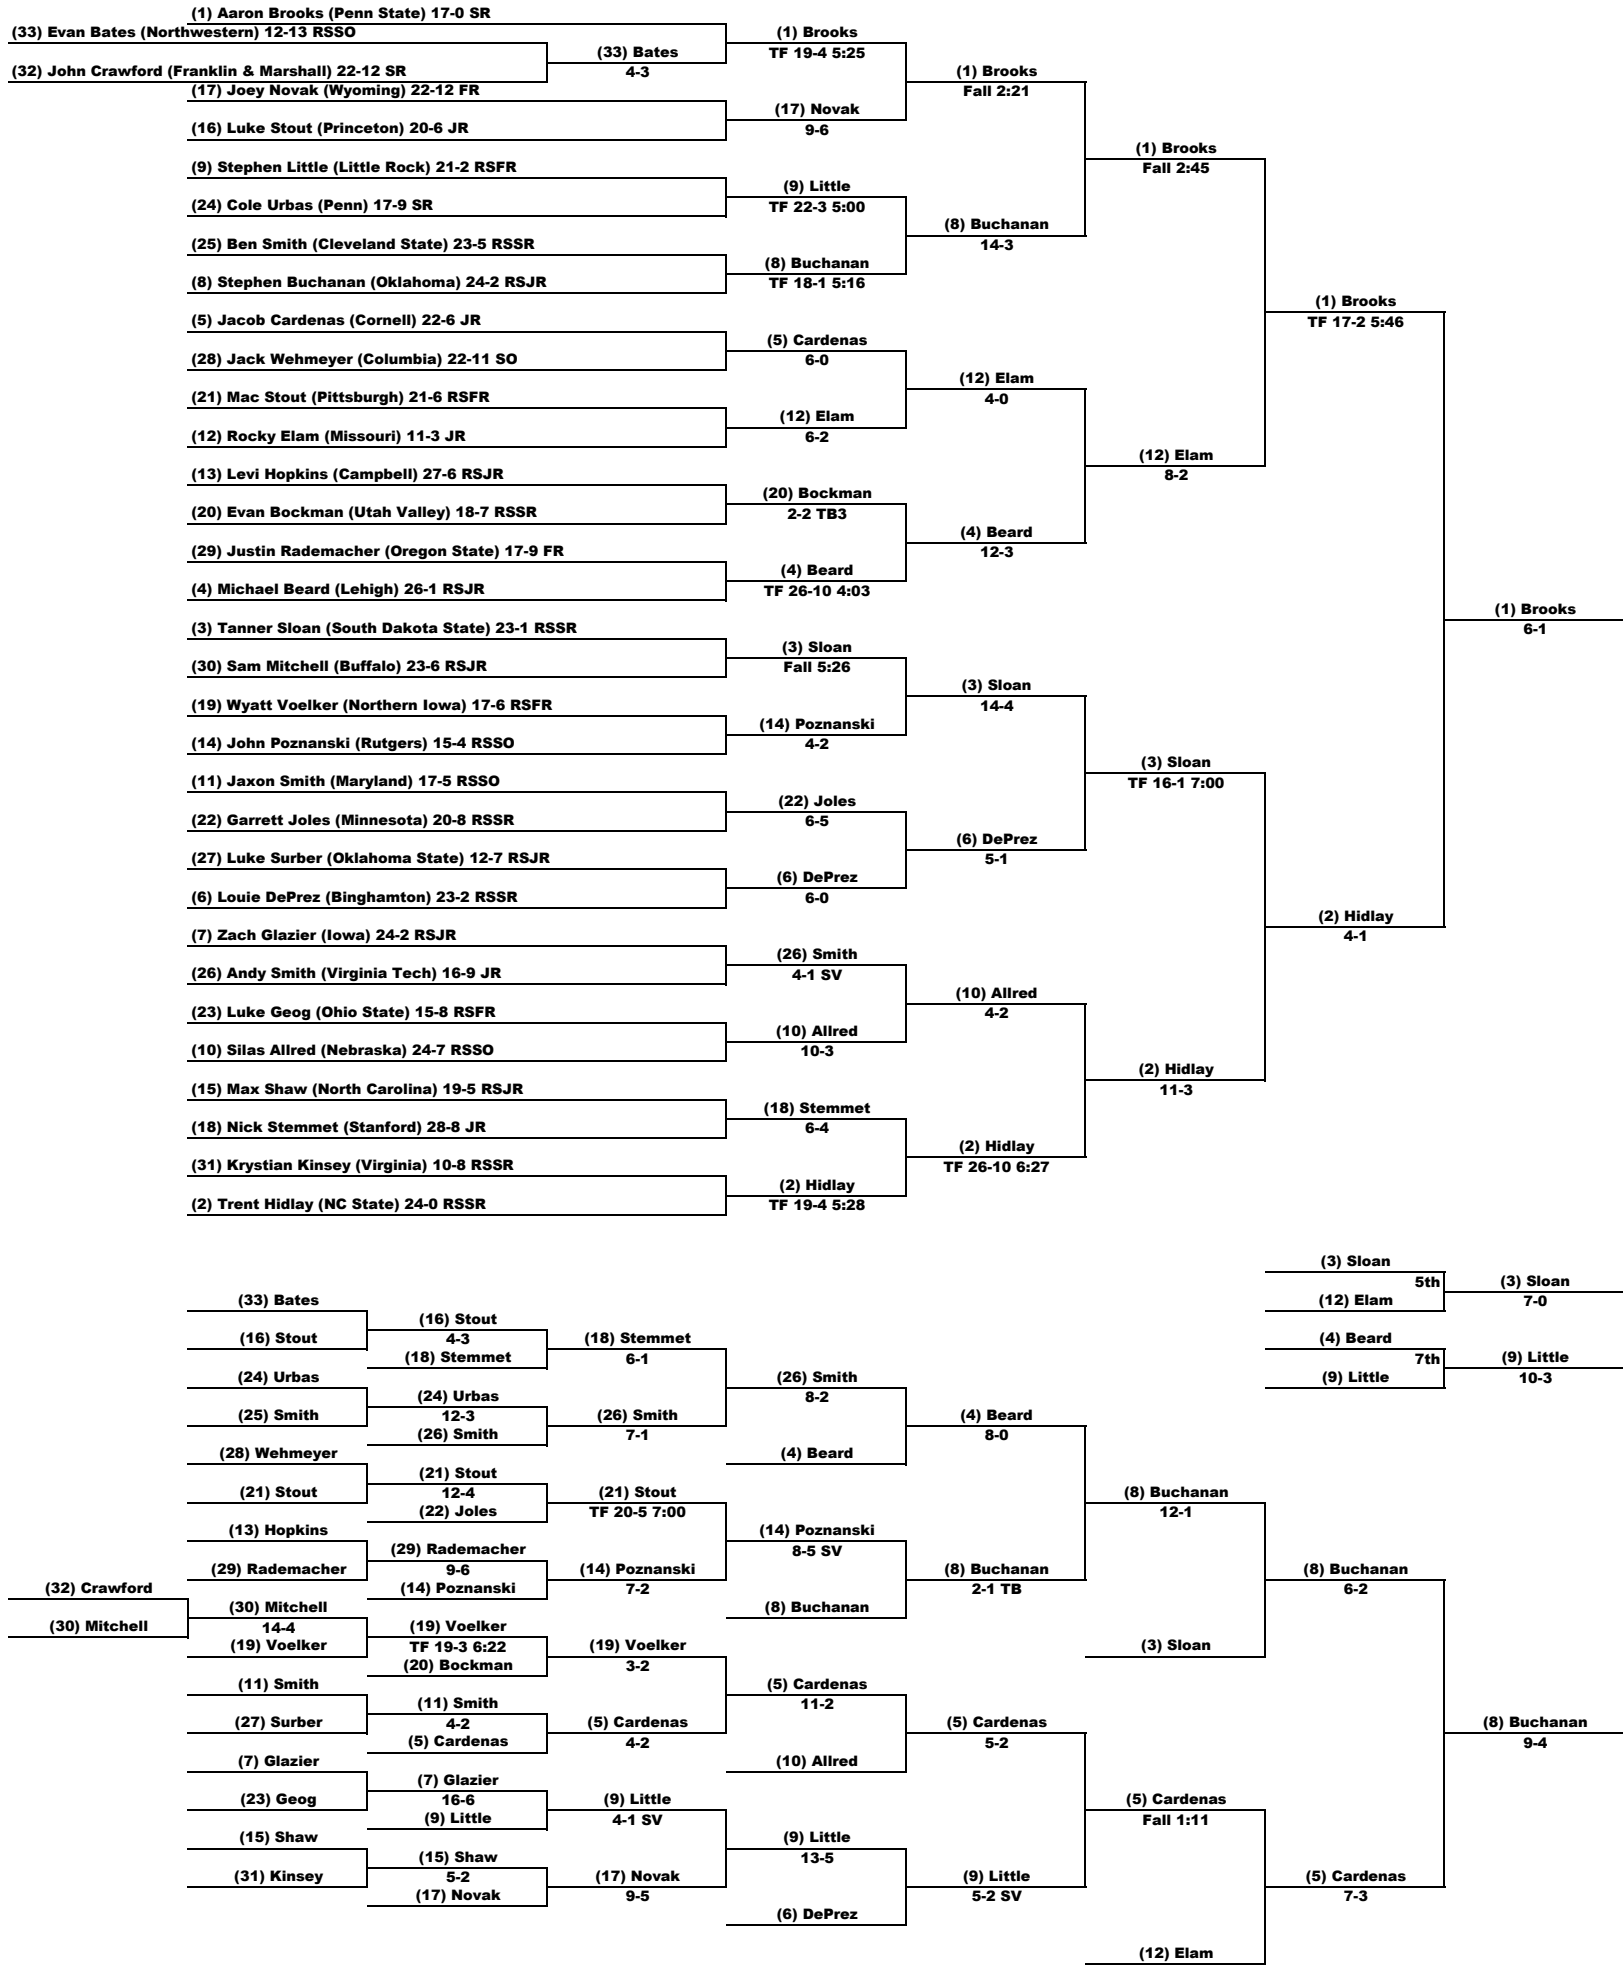 (1) Aaron Brooks (Penn State) 17-0 SR
(33) Evan Bates (Northwestern) 12-13 RSSO
(1) Brooks
(33) Bates
TF 19-4 5:25
(32) John Crawford (Franklin & Marshall) 22-12 SR
4-3
(1) Brooks
(17) Joey Novak (Wyoming) 22-12 FR
Fall 2:21
(17) Novak
(16) Luke Stout (Princeton) 20-6 JR
9-6
(1) Brooks
(9) Stephen Little (Little Rock) 21-2 RSFR
Fall 2:45
(9) Little
(24) Cole Urbas (Penn) 17-9 SR
TF 22-3 5:00
(8) Buchanan
(25) Ben Smith (Cleveland State) 23-5 RSSR
14-3
(8) Buchanan
(8) Stephen Buchanan (Oklahoma) 24-2 RSJR
TF 18-1 5:16
(1) Brooks
(5) Jacob Cardenas (Cornell) 22-6 JR
TF 17-2 5:46
(5) Cardenas
(28) Jack Wehmeyer (Columbia) 22-11 SO
6-0
(12) Elam
(21) Mac Stout (Pittsburgh) 21-6 RSFR
4-0
(12) Elam
(12) Rocky Elam (Missouri) 11-3 JR
6-2
(12) Elam
(13) Levi Hopkins (Campbell) 27-6 RSJR
8-2
(20) Bockman
(20) Evan Bockman (Utah Valley) 18-7 RSSR
2-2 TB3
(4) Beard
(29) Justin Rademacher (Oregon State) 17-9 FR
12-3
(4) Beard
(4) Michael Beard (Lehigh) 26-1 RSJR
TF 26-10 4:03
(1) Brooks
(3) Tanner Sloan (South Dakota State) 23-1 RSSR
6-1
(3) Sloan
(30) Sam Mitchell (Buffalo) 23-6 RSJR
Fall 5:26
(3) Sloan
(19) Wyatt Voelker (Northern Iowa) 17-6 RSFR
14-4
(14) Poznanski
(14) John Poznanski (Rutgers) 15-4 RSSO
4-2
(3) Sloan
(11) Jaxon Smith (Maryland) 17-5 RSSO
TF 16-1 7:00
(22) Joles
(22) Garrett Joles (Minnesota) 20-8 RSSR
6-5
(6) DePrez
(27) Luke Surber (Oklahoma State) 12-7 RSJR
5-1
(6) DePrez
(6) Louie DePrez (Binghamton) 23-2 RSSR
6-0
(2) Hidlay
(7) Zach Glazier (Iowa) 24-2 RSJR
4-1
(26) Smith
(26) Andy Smith (Virginia Tech) 16-9 JR
4-1 SV
(10) Allred
(23) Luke Geog (Ohio State) 15-8 RSFR
4-2
(10) Allred
(10) Silas Allred (Nebraska) 24-7 RSSO
10-3
(2) Hidlay
(15) Max Shaw (North Carolina) 19-5 RSJR
11-3
(18) Stemmet
(18) Nick Stemmet (Stanford) 28-8 JR
6-4
(2) Hidlay
(31) Krystian Kinsey (Virginia) 10-8 RSSR
TF 26-10 6:27
(2) Hidlay
(2) Trent Hidlay (NC State) 24-0 RSSR
TF 19-4 5:28
(3) Sloan
5th
(3) Sloan
(12) Elam
7-0
(33) Bates
(16) Stout
(16) Stout
4-3
(18) Stemmet
(4) Beard
(18) Stemmet
6-1
7th
(9) Little
(9) Little
10-3
(24) Urbas
(24) Urbas
(26) Smith
8-2
(25) Smith
12-3
(26) Smith
(4) Beard
(26) Smith
7-1
8-0
(28) Wehmeyer
(4) Beard
(21) Stout
(21) Stout
12-4
(21) Stout
(8) Buchanan
(22) Joles
TF 20-5 7:00
12-1
(13) Hopkins
(14) Poznanski
(29) Rademacher
8-5 SV
(29) Rademacher
9-6
(14) Poznanski
(8) Buchanan
(8) Buchanan
(32) Crawford
(14) Poznanski
7-2
2-1 TB
6-2
(30) Mitchell
(8) Buchanan
(30) Mitchell
14-4
(19) Voelker
(19) Voelker
TF 19-3 6:22
(19) Voelker
(3) Sloan
(20) Bockman
3-2
(11) Smith
(5) Cardenas
(11) Smith
11-2
(27) Surber
4-2
(5) Cardenas
(5) Cardenas
(8) Buchanan
(5) Cardenas
4-2
5-2
9-4
(7) Glazier
(10) Allred
(7) Glazier
(23) Geog
16-6
(9) Little
(5) Cardenas
(9) Little
4-1 SV
Fall 1:11
(15) Shaw
(9) Little
(15) Shaw
13-5
(31) Kinsey
5-2
(17) Novak
(9) Little
(5) Cardenas
(17) Novak
9-5
5-2 SV
7-3
(6) DePrez
(12) Elam